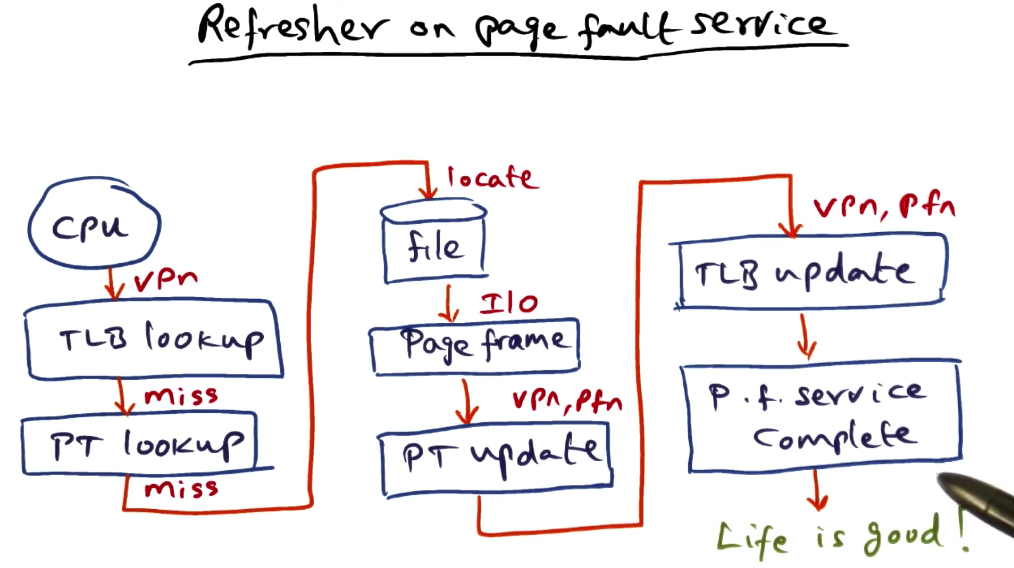 Refresher on page fault service
CPU
vpn
TLB lookup
miss
PT lookup
miss
locate
file
I/O
Page frame
vpn, pfn
PT update
vpn, pfn
TLB update
P.f. service
Complete
Life is good!